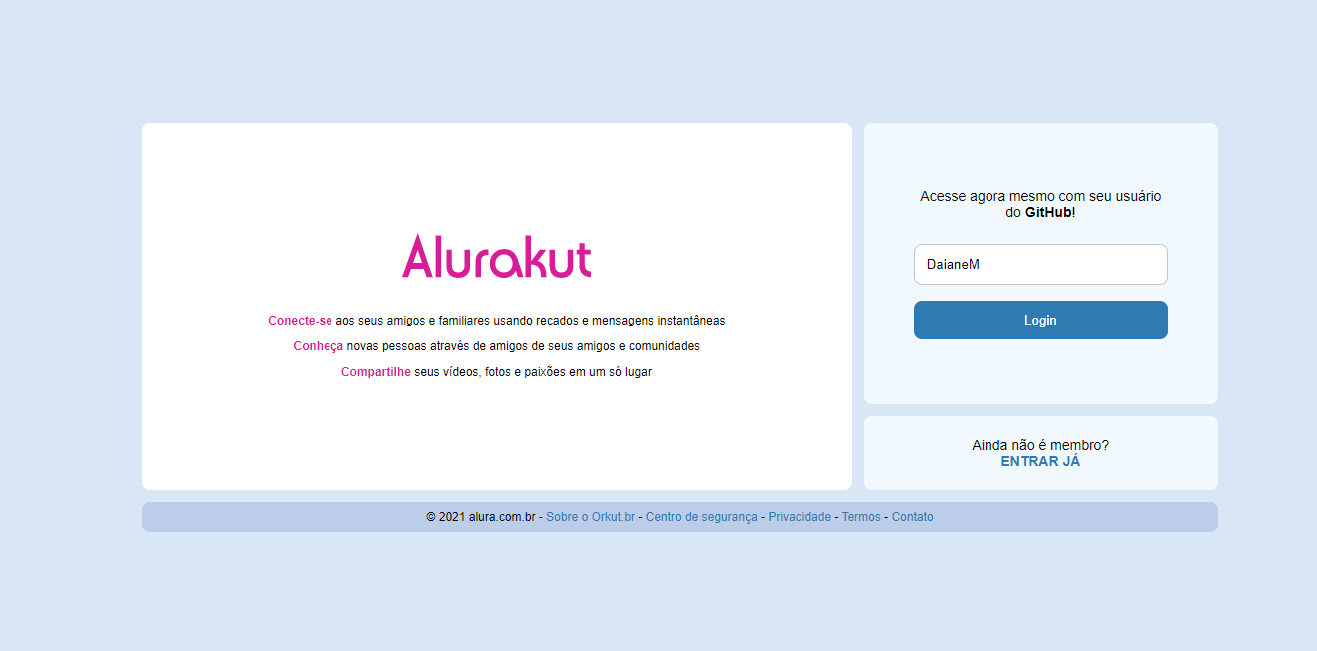 Alurakut
Conecte-se aos seus amigos e familiares usando recados e mensagens instantâneas
Conheça novas pessoas através de amigos de seus amigos e comunidades
Compartilhe seus vídeos, fotos e paixões em um só lugar
Acesse agora mesmo com seu usuário
do GitHub!
DaianeM
Login
Ainda não é membro?
ENTRAR JÁ
© 2021 alura.com.br - Sobre o Orkut.br - Centro de segurança - Privacidade - Termos - Contato